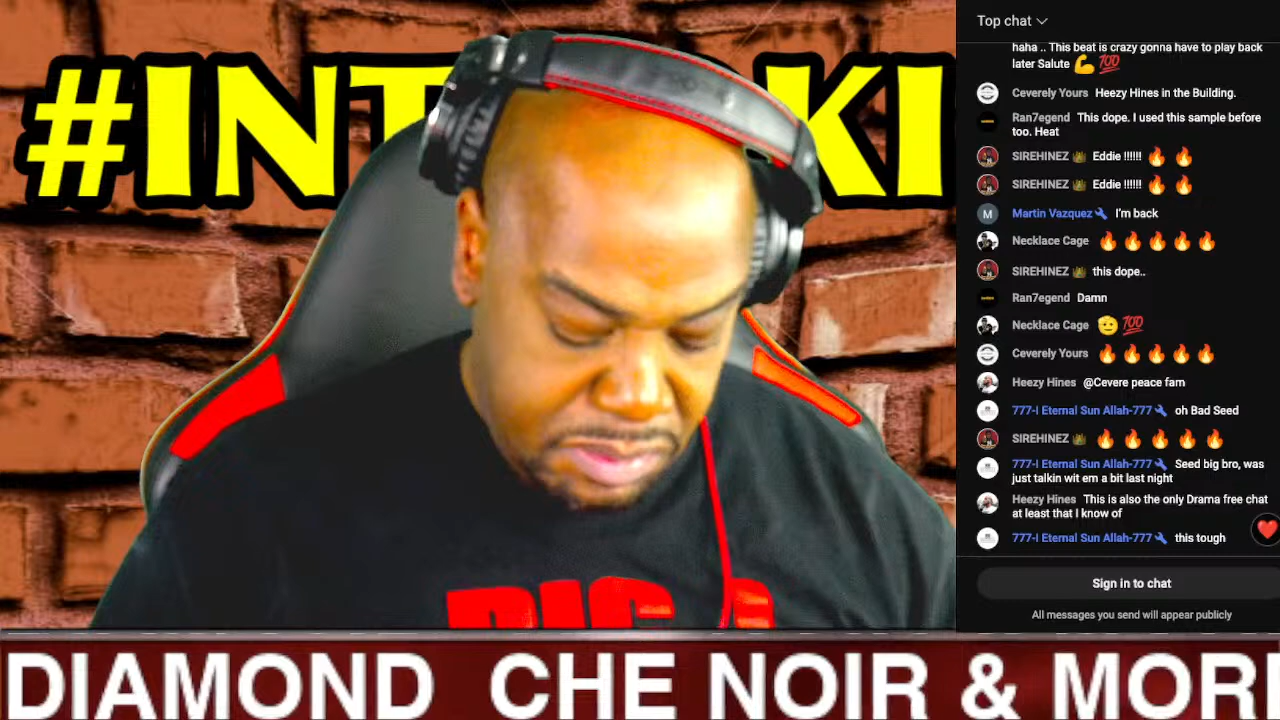 #INT
KI
BIG
DIAMOND CHE NOIR & MORE
Top chat
haha .. This beat is crazy gonna have to play back
later Salute 💪💯
Ceverely Yours Heezy Hines in the Building.
Ran7egend This dope. I used this sample before
too. Heat
SIREHINEZ Eddie !!!!!! 🔥 🔥
SIREHINEZ Eddie !!!!!! 🔥 🔥
M Martin Vazquez I'm back
Necklace Cage 🔥🔥🔥🔥🔥
SIREHINEZ this dope..
Ran7egend Damn
Necklace Cage 🫡💯
Ceverely Yours 🔥🔥🔥🔥🔥
Heezy Hines @Cevere peace fam
777-I Eternal Sun Allah-777 oh Bad Seed
SIREHINEZ 🔥🔥🔥🔥🔥
777-I Eternal Sun Allah-777 Seed big bro, was
just talkin wit em a bit last night
Heezy Hines This is also the only Drama free chat
at least that I know of
777-I Eternal Sun Allah-777 this tough
Sign in to chat
All messages you send will appear publicly